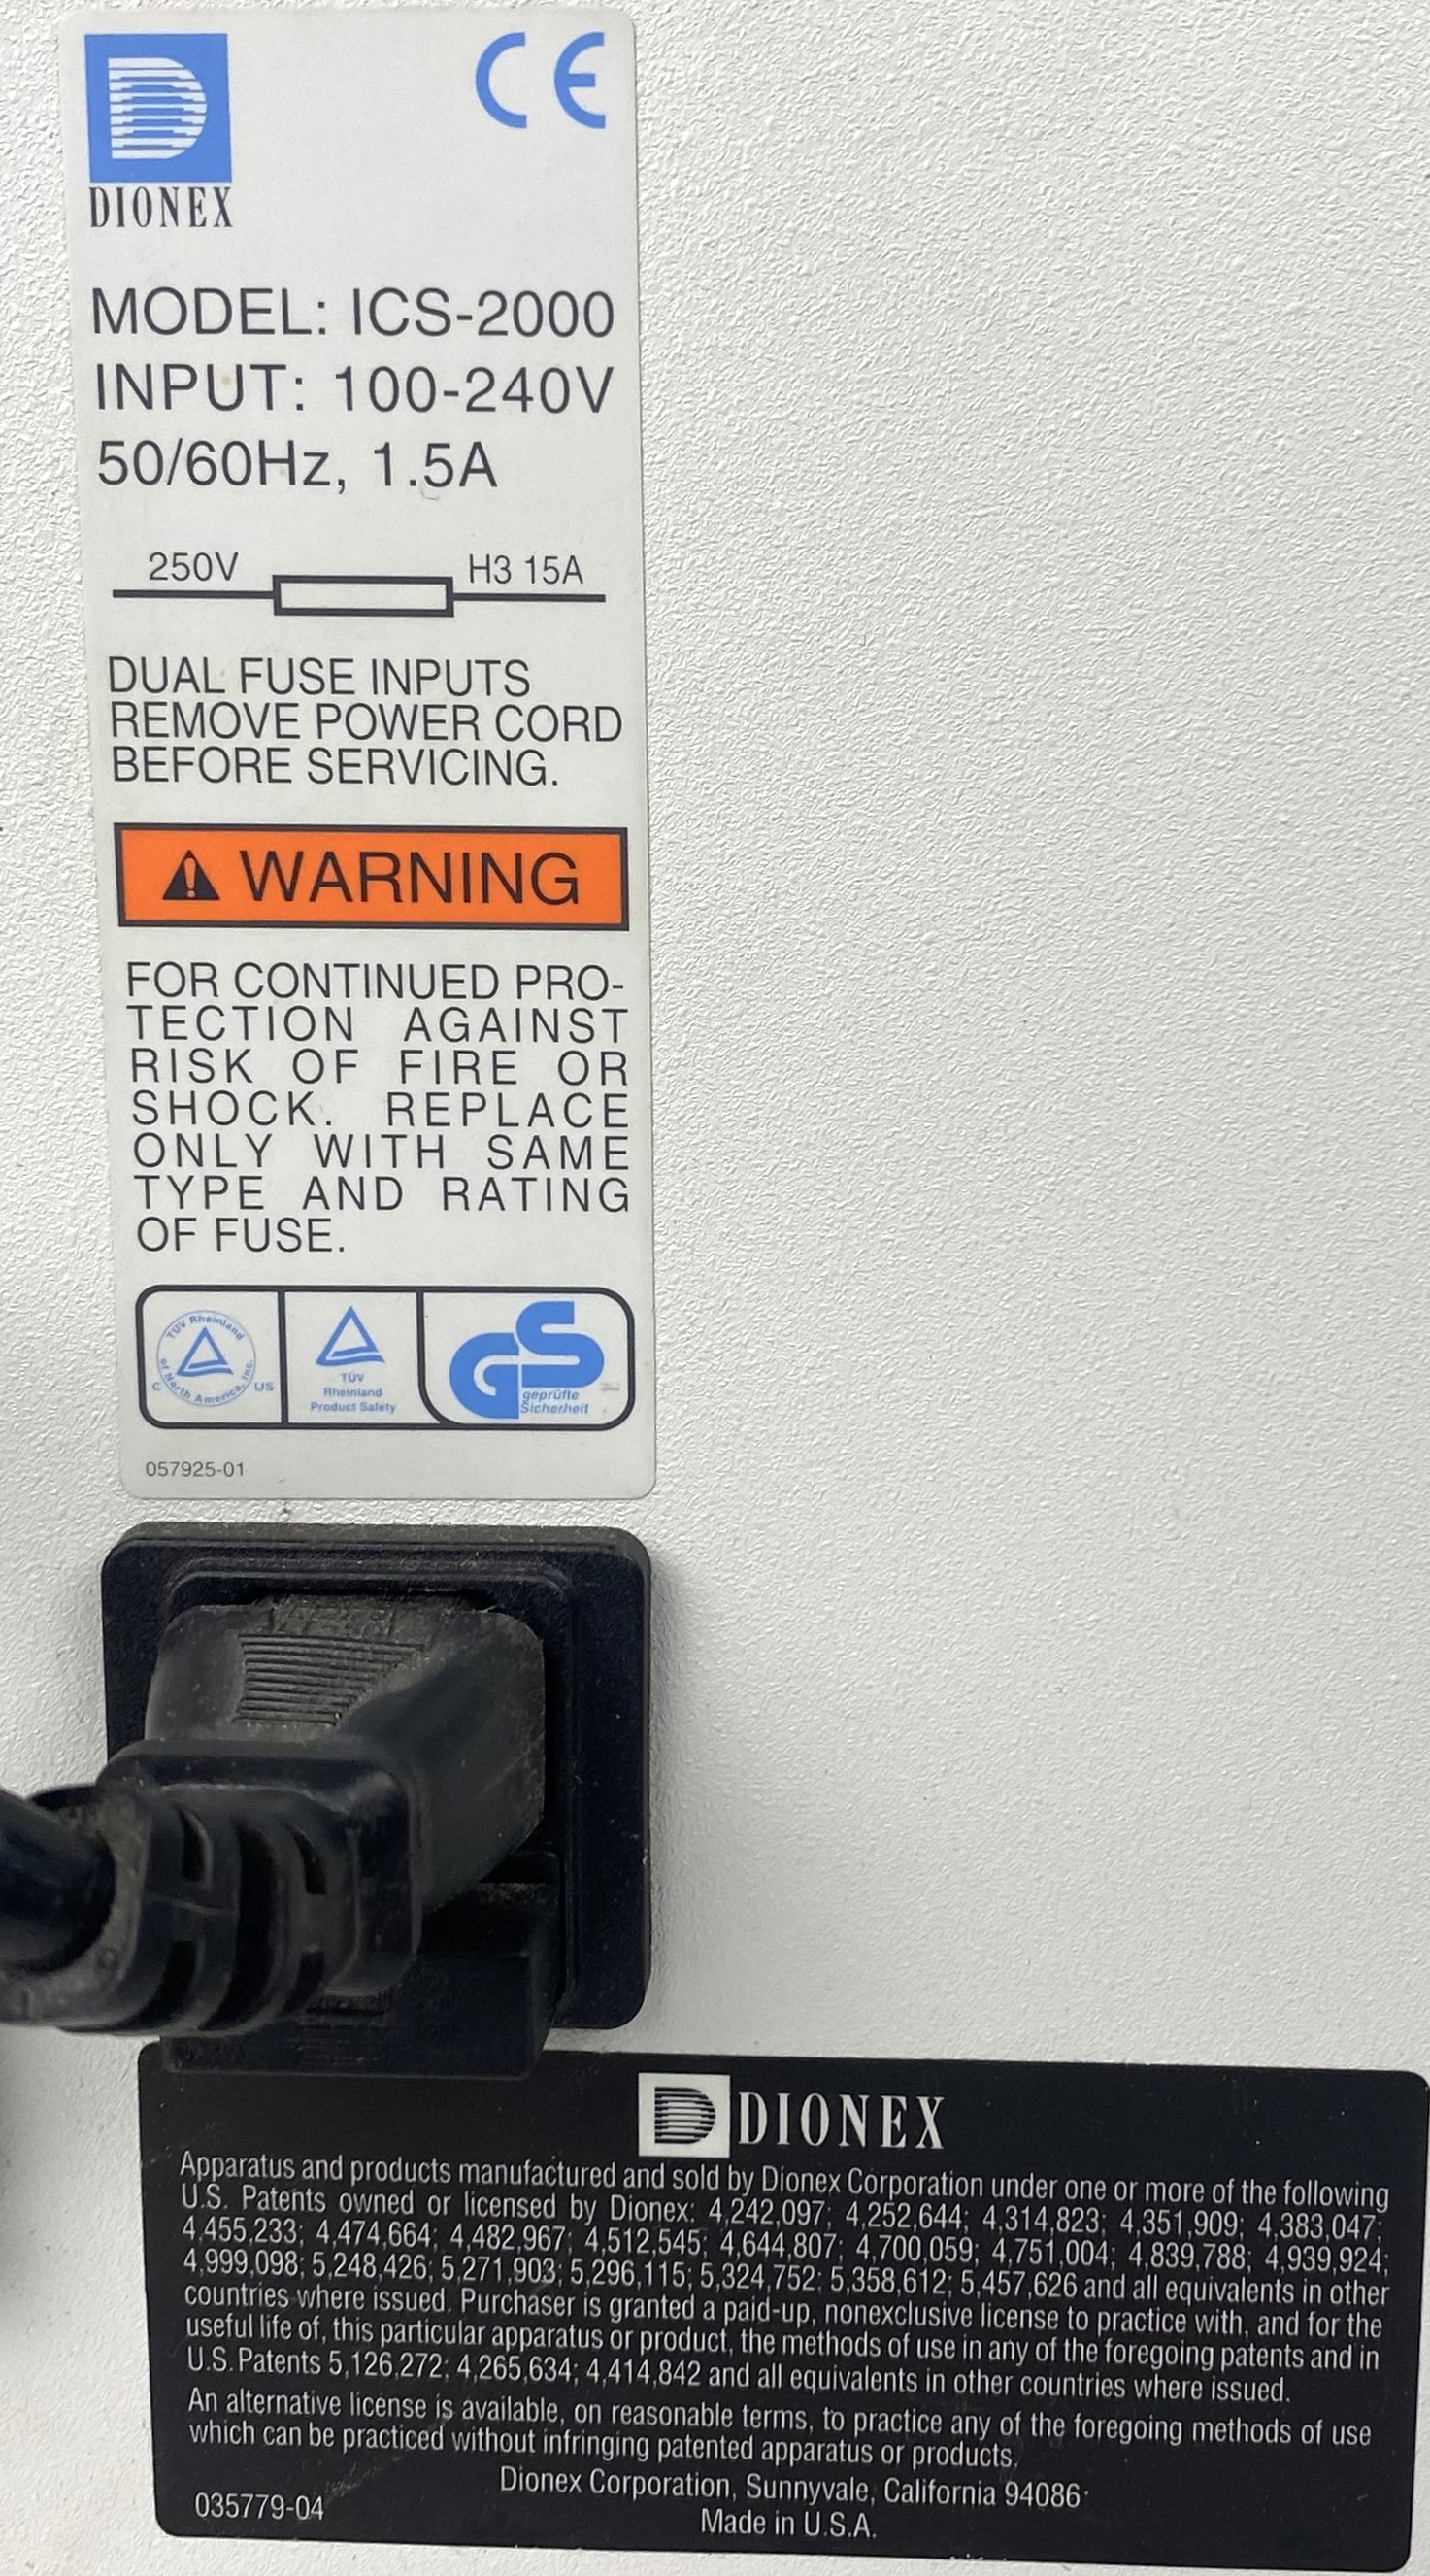 CE
DIONEX
MODEL: ICS-2000
INPUT: 100-240V
50/60Hz, 1.5A
250V H3 15A
DUAL FUSE INPUTS
REMOVE POWER CORD
BEFORE SERVICING.
WARNING
FOR CONTINUED PRO-
TECTION AGAINST
RISK OF FIRE OR
SHOCK. REPLACE
ONLY WITH SAME
TYPE AND RATING
OF FUSE.
TÜV Rheinland
of North America, Inc.
C US
TÜV
Rheinland
Product Safety
GS
geprüfte
Sicherheit
057925-01
DIONEX
Apparatus and products manufactured and sold by Dionex Corporation under one or more of the following
U.S. Patents owned or licensed by Dionex: 4,242,097; 4,252,644; 4,314,823; 4,351,909; 4,383,047;
4,455,233; 4,474,664; 4,482,967; 4,512,545; 4,644,807; 4,700,059; 4,751,004; 4,839,788; 4,939,924;
4,999,098; 5,248,426; 5,271,903; 5,296,115; 5,324,752; 5,358,612; 5,457,626 and all equivalents in other
countries where issued. Purchaser is granted a paid-up, nonexclusive license to practice with, and for the
useful life of, this particular apparatus or product, the methods of use in any of the foregoing patents and in
U.S. Patents 5,126,272; 4,265,634; 4,414,842 and all equivalents in other countries where issued.
An alternative license is available, on reasonable terms, to practice any of the foregoing methods of use
which can be practiced without infringing patented apparatus or products.
Dionex Corporation, Sunnyvale, California 94086
035779-04 Made in U.S.A.